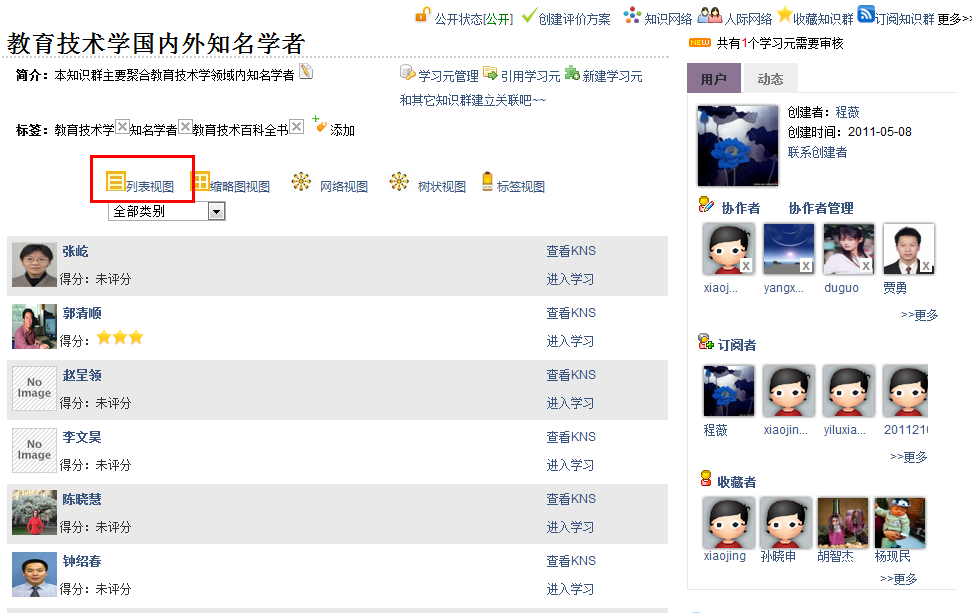 公开状态[公开] 创建评价方案 知识网络 人际网络 收藏知识群 订阅知识群 更多>>
教育技术学国内外知名学者
NEW 共有1个学习元需要审核
简介：本知识群主要聚合教育技术学领域内知名学者
学习元管理 引用学习元 新建学习元
和其它知识群建立关联吧~~
标签：教育技术学 知名学者 教育技术百科全书 添加
列表视图 缩略图视图 网络视图 树状视图 标签视图
全部类别
张屹 查看KNS
得分：未评分 进入学习
郭清顺 查看KNS
得分： 进入学习
No Image
赵呈领 查看KNS
得分：未评分 进入学习
No Image
李文昊 查看KNS
得分：未评分 进入学习
陈晓慧 查看KNS
得分：未评分 进入学习
钟绍春 查看KNS
得分：未评分 进入学习
用户 动态
创建者：程薇
创建时间：2011-05-08
联系创建者
协作者 协作者管理
X X X X
xiaoj... yangx... duguo 贾勇
>>更多
订阅者
程薇 xiaojin... yiluxia... 2011210
>>更多
收藏者
xiaojing 孙晓申 胡智杰 杨现民
>>更多